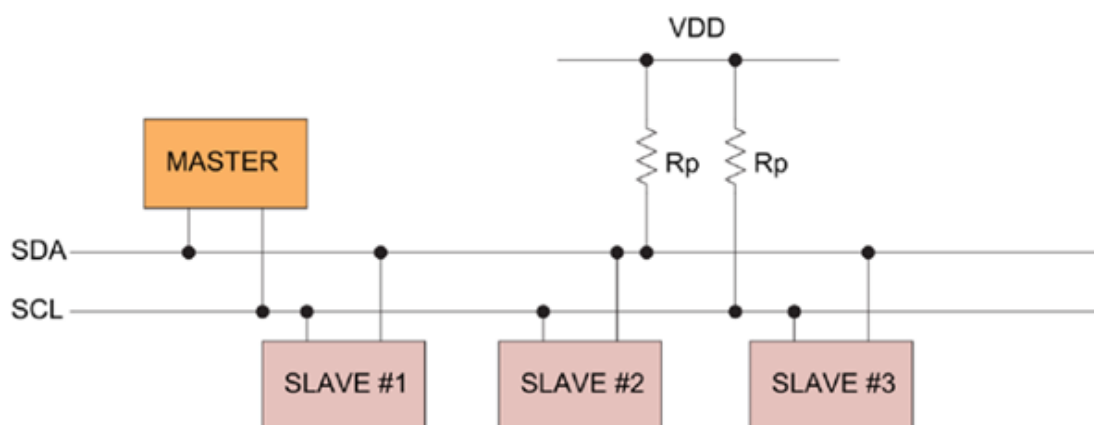 VDD
MASTER
Rp
Rp
SDA
SCL
SLAVE #1
SLAVE #2
SLAVE #3